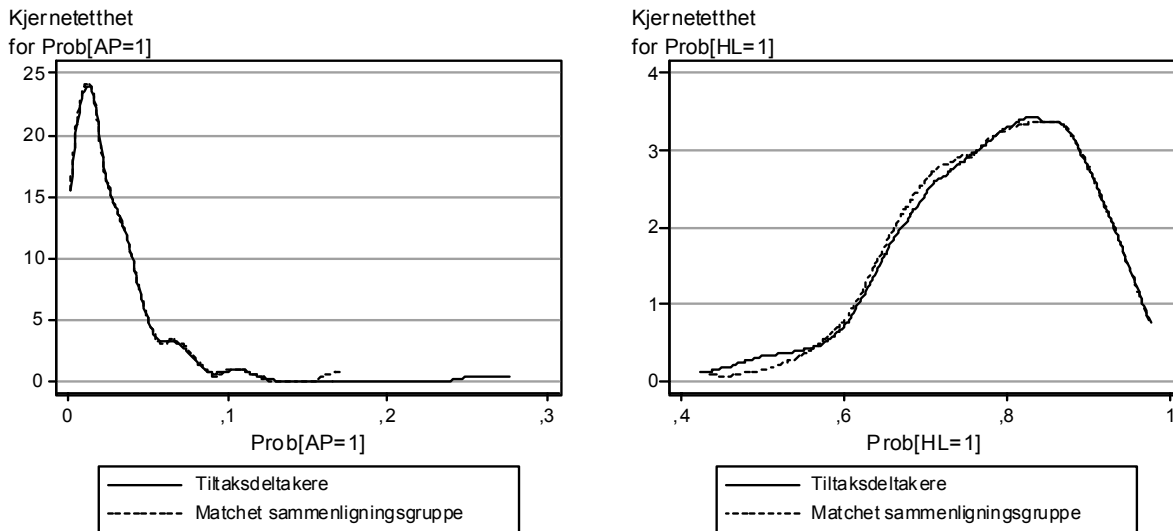 Kjernetetthet
for Prob[AP=1]
25
20
15
10
5
0
0 ,1 ,2 ,3
Prob[AP=1]
Tiltaksdeltakere
Matchet sammenligningsgruppe
Kjernetetthet
for Prob[HL=1]
4
3
2
1
0
,4 ,6 ,8 1
Prob[HL=1]
Tiltaksdeltakere
Matchet sammenligningsgruppe